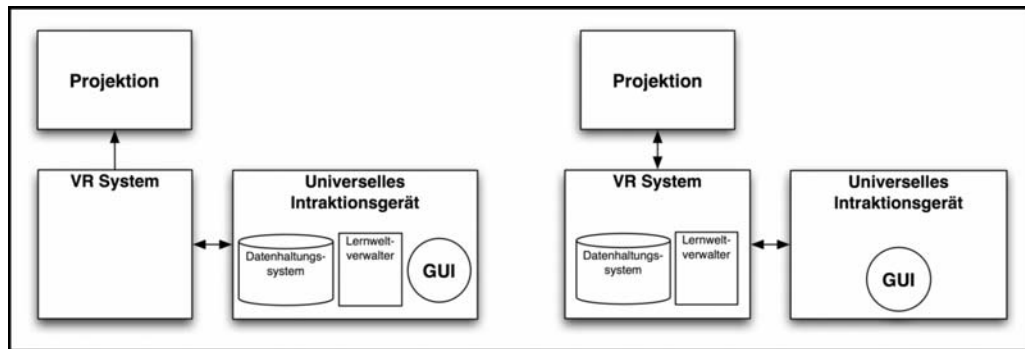 Projektion
VR System
Universelles
Intraktionsgerät
Datenhaltungs-
system
Lernwelt-
verwalter
GUI
Projektion
VR System
Datenhaltungs-
system
Lernwelt-
verwalter
Universelles
Intraktionsgerät
GUI